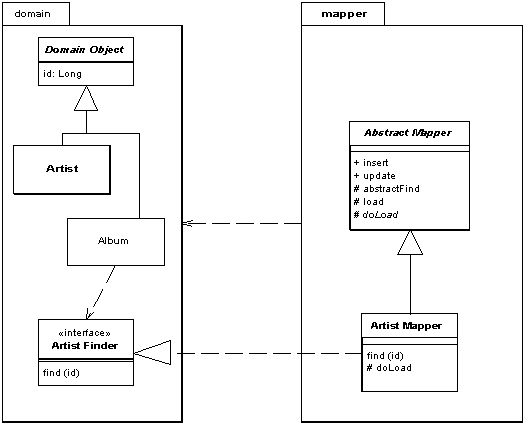 domain
Domain Object
id: Long
Artist
Album
«interface»
Artist Finder
find (id)
mapper
Abstract Mapper
+ insert
+ update
# abstractFind
# load
# doLoad
Artist Mapper
find (id)
# doLoad